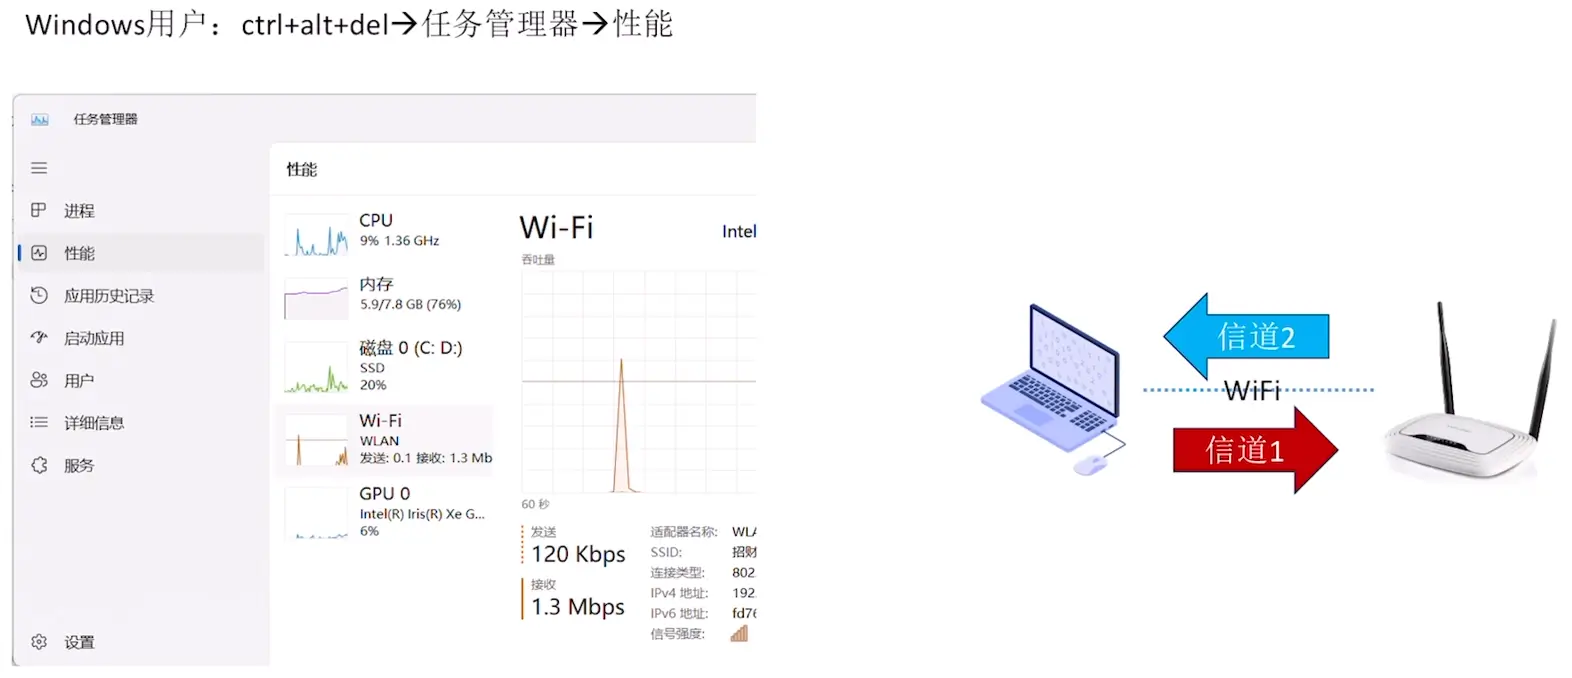 Windows用户：ctrl+alt+del→任务管理器→性能
任务管理器
进程
性能
应用历史记录
启动应用
用户
详细信息
服务
设置
性能
CPU
9% 1.36 GHz
内存
5.9/7.8 GB (76%)
磁盘 0 (C: D:)
SSD
20%
Wi-Fi
WLAN
发送: 0.1 接收: 1.3 Mb
GPU 0
Intel(R) Iris(R) Xe G...
6%
Wi-Fi
Intel
吞吐量
60 秒
发送
120 Kbps
接收
1.3 Mbps
适配器名称: WLA
SSID: 招财
连接类型: 802
IPv4 地址: 192
IPv6 地址: fd76
信号强度:
信道2
WiFi
信道1